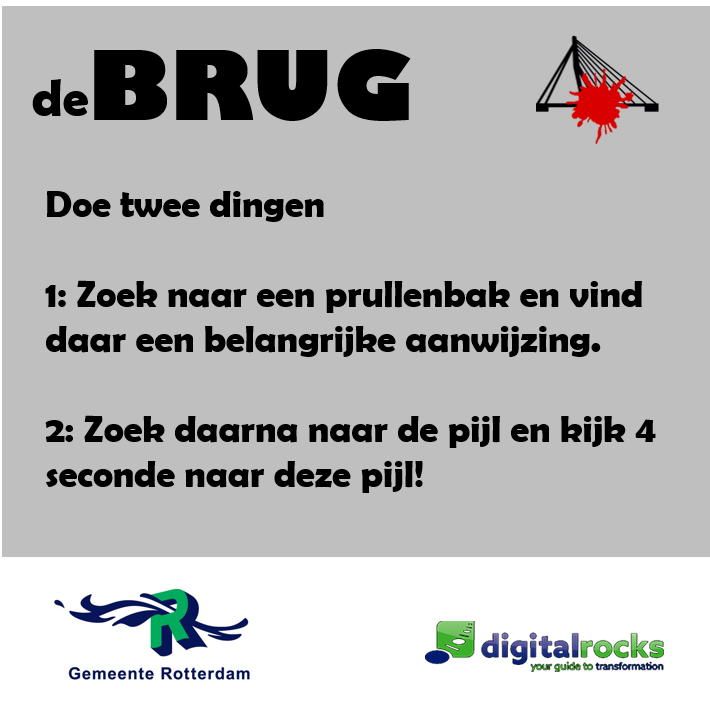 deBRUG
Doe twee dingen
1: Zoek naar een prullenbak en vind
daar een belangrijke aanwijzing.
2: Zoek daarna naar de pijl en kijk 4
seconde naar deze pijl!
R
Gemeente Rotterdam
digitalrocks
your guide to transformation